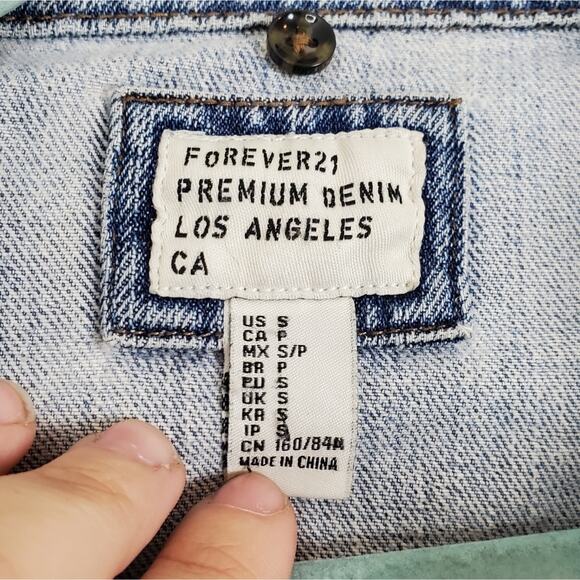 FOREVER21
PREMIUM DENIM
LOS ANGELES
CA
US S
CA P
MX S/P
BR P
EU S
UK S
KR S
JP S
CN 160/84A
MADE IN CHINA